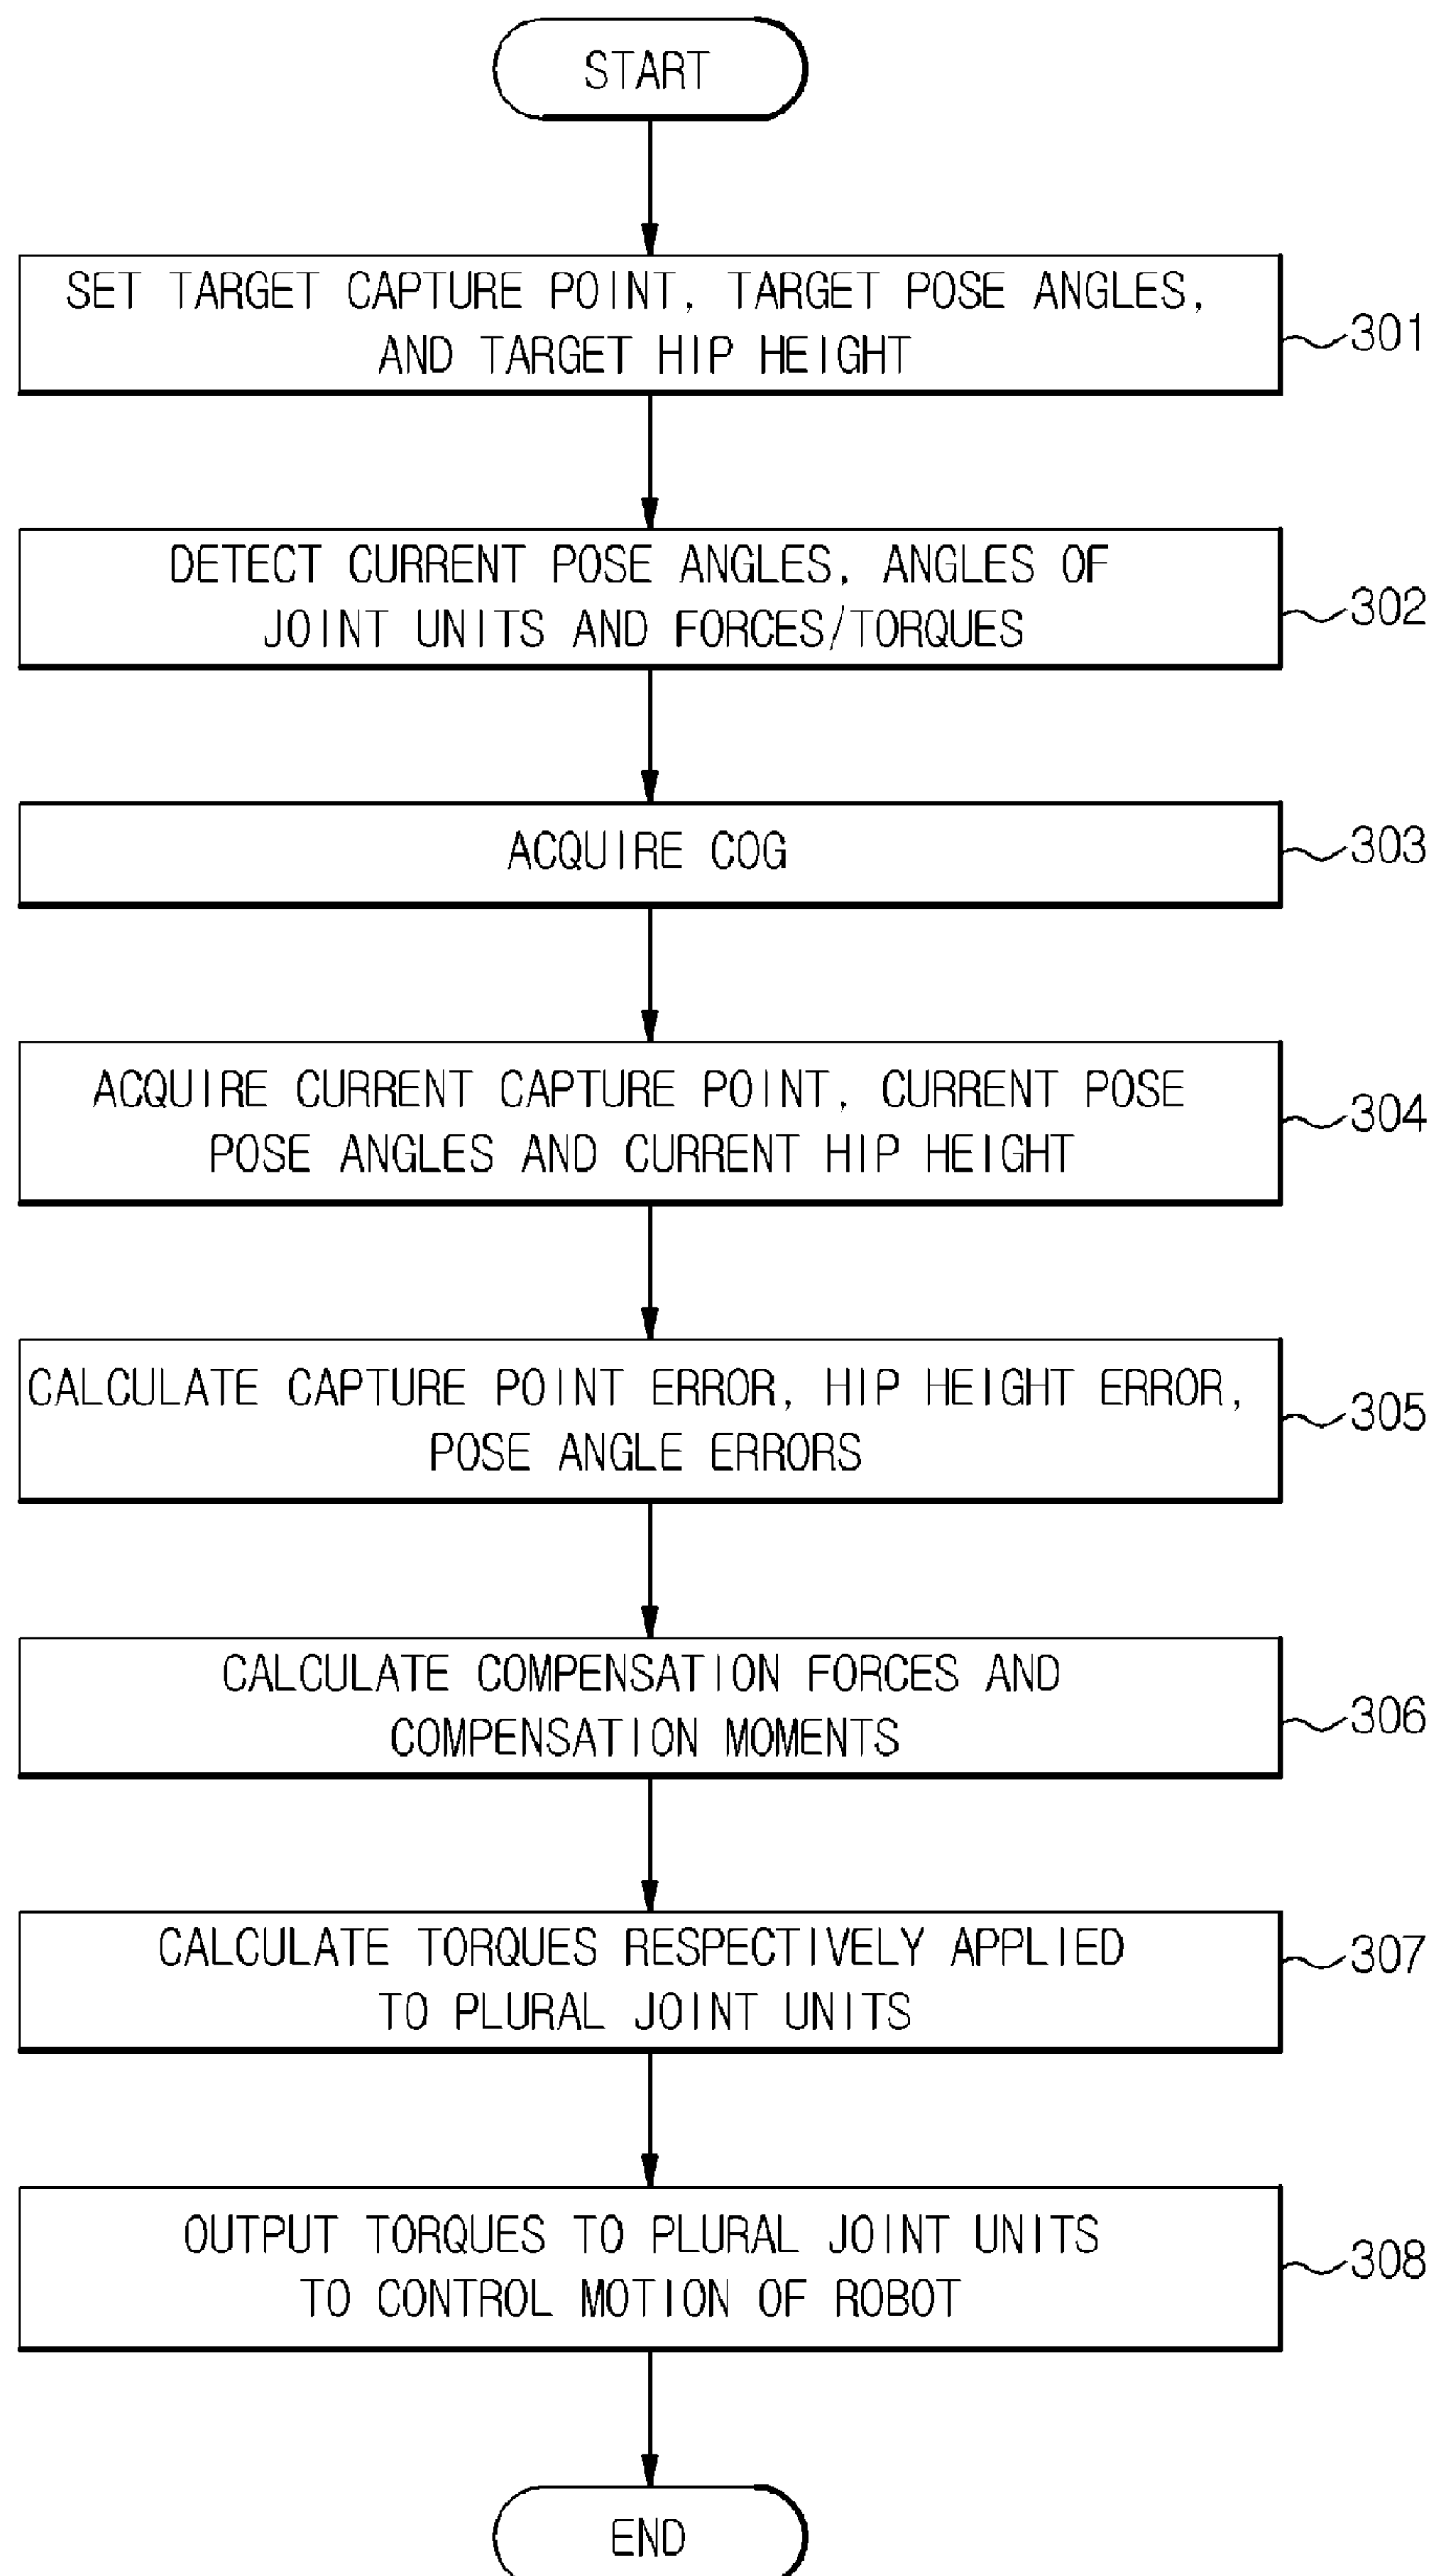 START
SET TARGET CAPTURE POINT, TARGET POSE ANGLES,
AND TARGET HIP HEIGHT
301
DETECT CURRENT POSE ANGLES, ANGLES OF
JOINT UNITS AND FORCES/TORQUES
302
ACQUIRE COG
303
ACQUIRE CURRENT CAPTURE POINT, CURRENT POSE
POSE ANGLES AND CURRENT HIP HEIGHT
304
CALCULATE CAPTURE POINT ERROR, HIP HEIGHT ERROR,
POSE ANGLE ERRORS
305
CALCULATE COMPENSATION FORCES AND
COMPENSATION MOMENTS
306
CALCULATE TORQUES RESPECTIVELY APPLIED
TO PLURAL JOINT UNITS
307
OUTPUT TORQUES TO PLURAL JOINT UNITS
TO CONTROL MOTION OF ROBOT
308
END